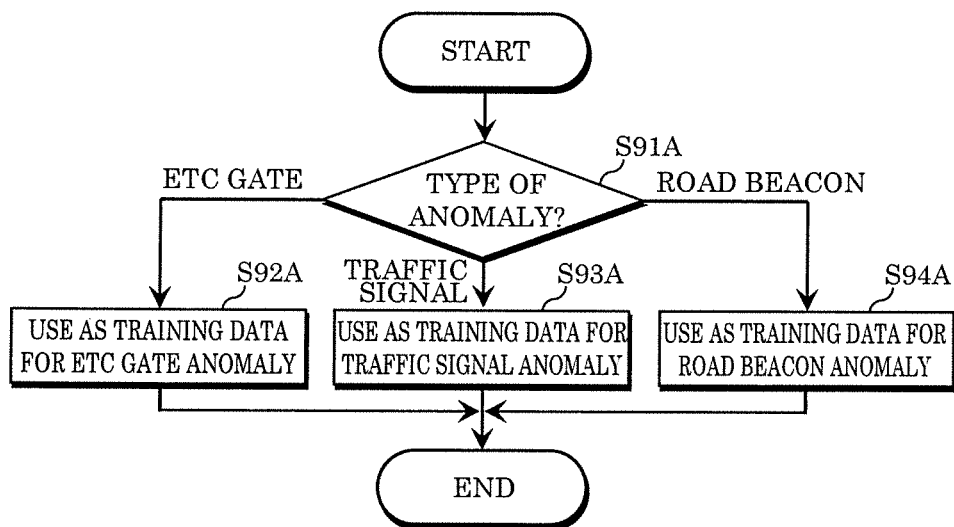 START
S91A
ETC GATE
TYPE OF
ANOMALY?
ROAD BEACON
S92A
TRAFFIC
SIGNAL
S93A
S94A
USE AS TRAINING DATA
FOR ETC GATE ANOMALY
USE AS TRAINING DATA FOR
TRAFFIC SIGNAL ANOMALY
USE AS TRAINING DATA FOR
ROAD BEACON ANOMALY
END